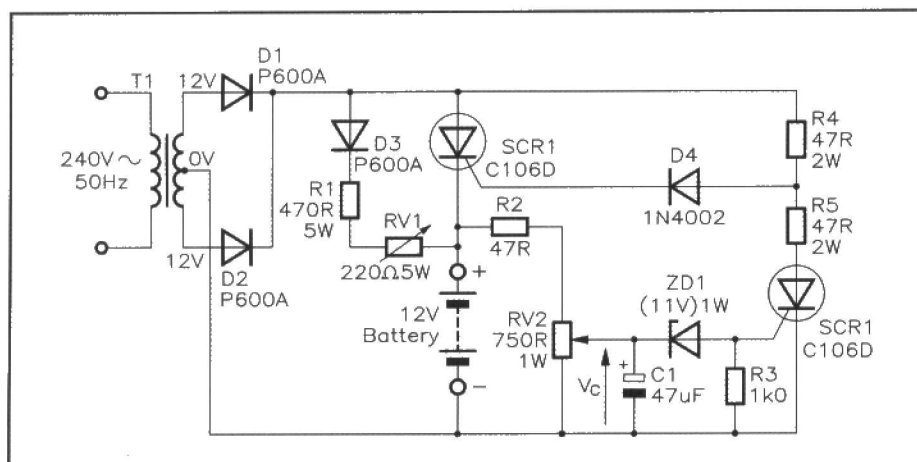 D1
P600A
T1
12V
240V ~
50Hz
0V
12V
D2
P600A
D3
P600A
R1
470R
5W
RV1
220Ω5W
SCR1
C106D
R2
47R
+
12V
Battery
−
RV2
750R
1W
Vc
+
C1
47uF
ZD1
(11V)1W
R3
1k0
D4
1N4002
R4
47R
2W
R5
47R
2W
SCR1
C106D